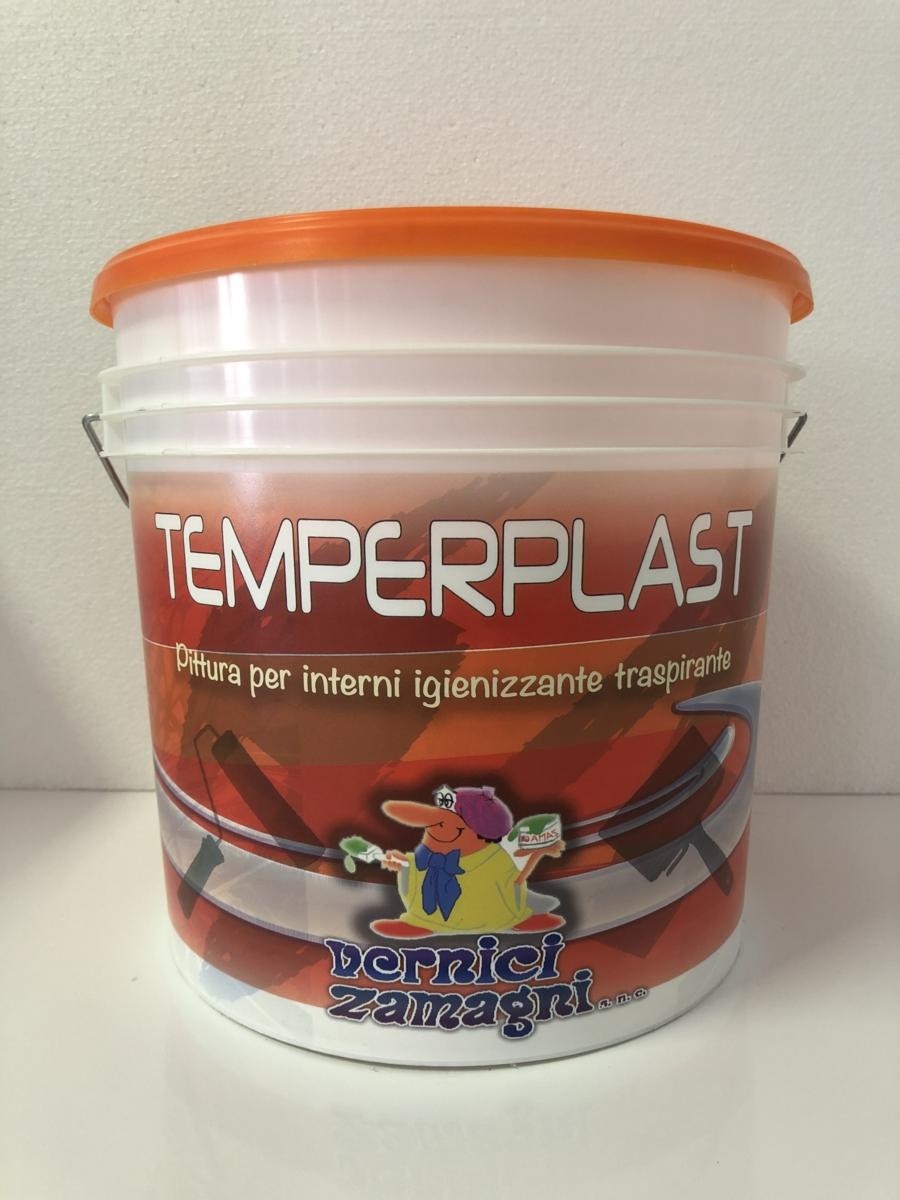 TEMPERPLAST
Pittura per interni igienizzante traspirante
vernici
zamagni s.n.c.